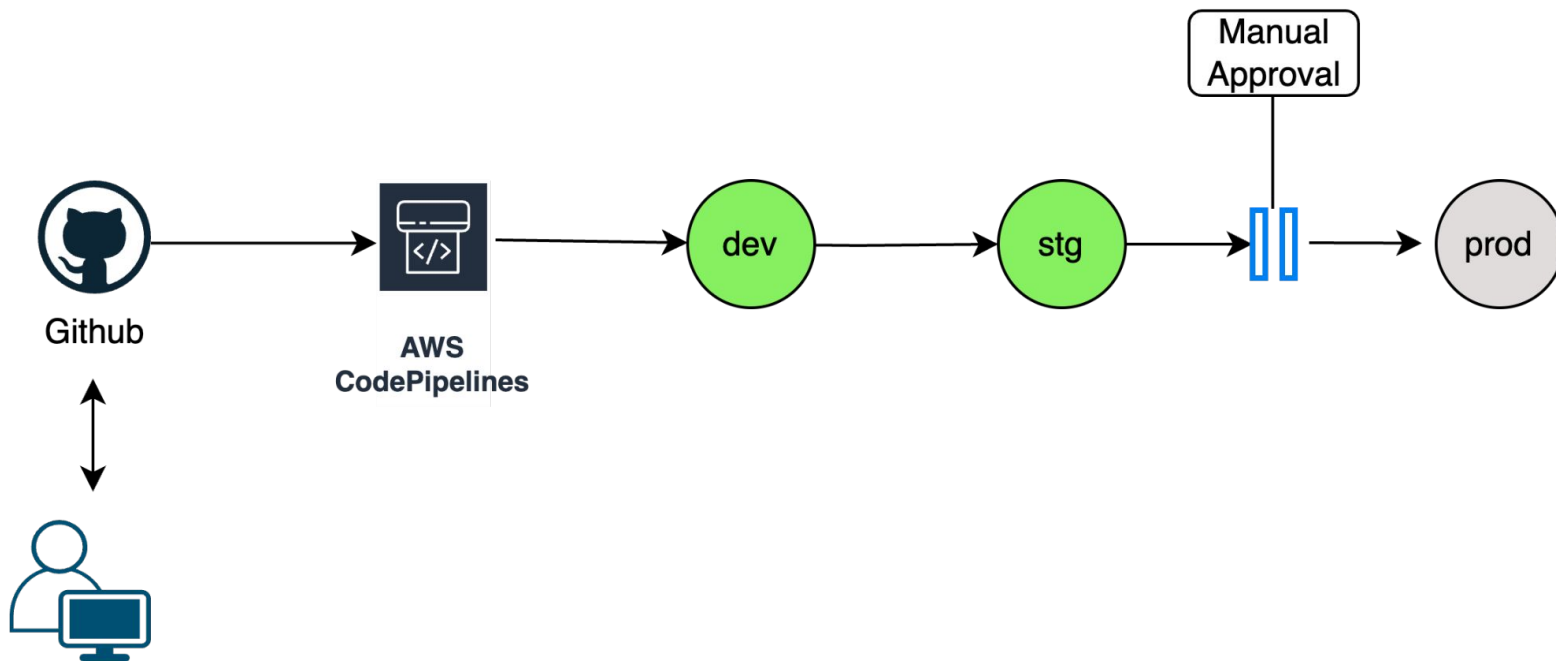 Manual
Approval
dev
stg
prod
Github
AWS
CodePipelines